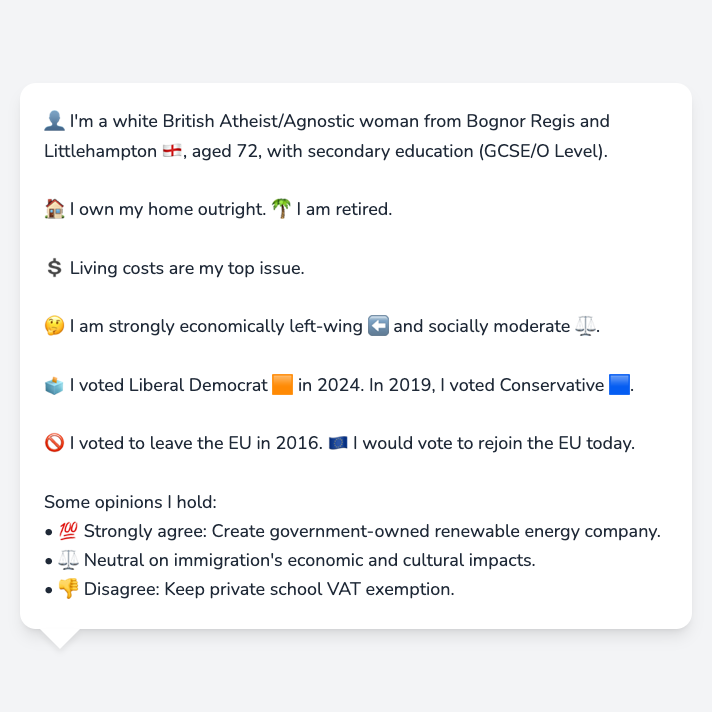 👤 I'm a white British Atheist/Agnostic woman from Bognor Regis and
Littlehampton 🏴󠁧󠁢󠁥󠁮󠁧󠁿, aged 72, with secondary education (GCSE/O Level).
🏠 I own my home outright. 🌴 I am retired.
💲 Living costs are my top issue.
🤔 I am strongly economically left-wing ⬅️ and socially moderate ⚖️.
🗳️ I voted Liberal Democrat 🟧 in 2024. In 2019, I voted Conservative 🟦.
🚫 I voted to leave the EU in 2016. 🇪🇺 I would vote to rejoin the EU today.
Some opinions I hold:
• 💯 Strongly agree: Create government-owned renewable energy company.
• ⚖️ Neutral on immigration's economic and cultural impacts.
• 👎 Disagree: Keep private school VAT exemption.